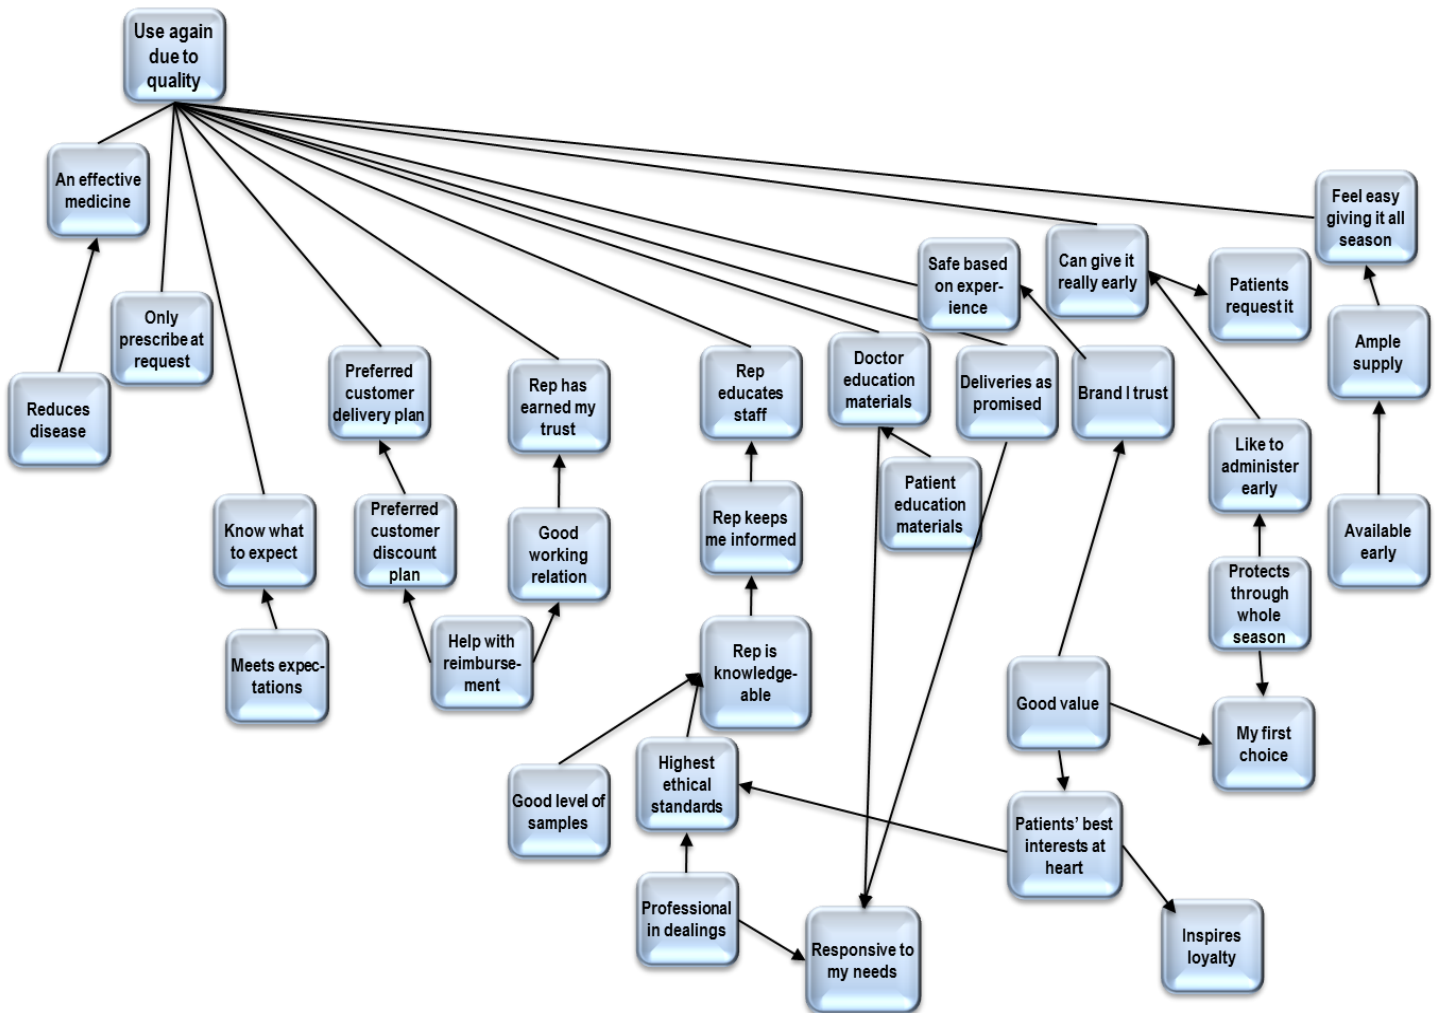 Use again
due to
quality
An effective
medicine
Feel easy
giving it all
season
Safe based
on exper-
ience
Can give it
really early
Patients
request it
Only
prescribe at
request
Ample
supply
Preferred
customer
delivery plan
Rep has
earned my
trust
Rep
educates
staff
Doctor
education
materials
Deliveries as
promised
Brand I trust
Reduces
disease
Like to
administer
early
Patient
education
materials
Know what
to expect
Preferred
customer
discount
plan
Good
working
relation
Rep keeps
me informed
Available
early
Protects
through
whole
season
Meets expec-
tations
Help with
reimburse-
ment
Rep is
knowledge-
able
Good value
My first
choice
Highest
ethical
standards
Good level of
samples
Patients’ best
interests at
heart
Professional
in dealings
Responsive to
my needs
Inspires
loyalty